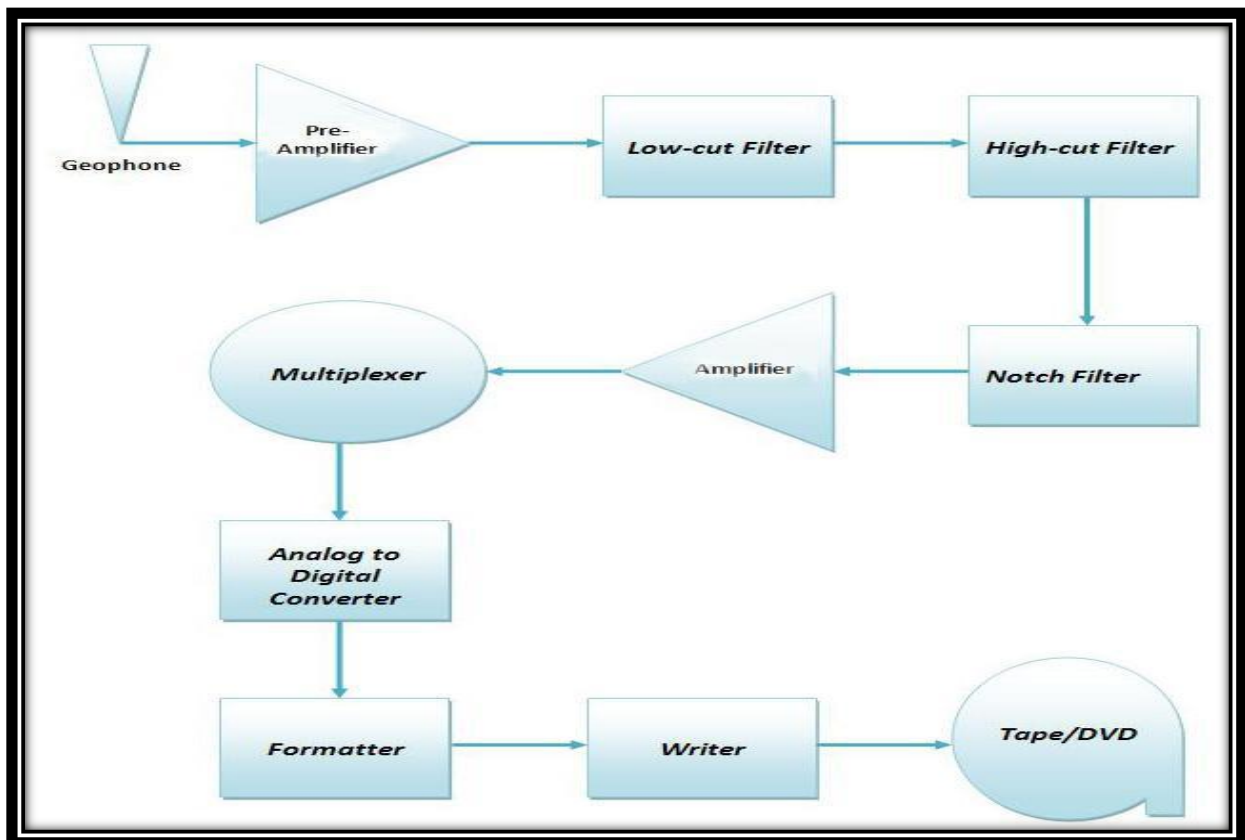 Geophone
Pre-
Amplifier
Low-cut Filter
High-cut Filter
Notch Filter
Amplifier
Multiplexer
Analog to
Digital
Converter
Formatter
Writer
Tape/DVD